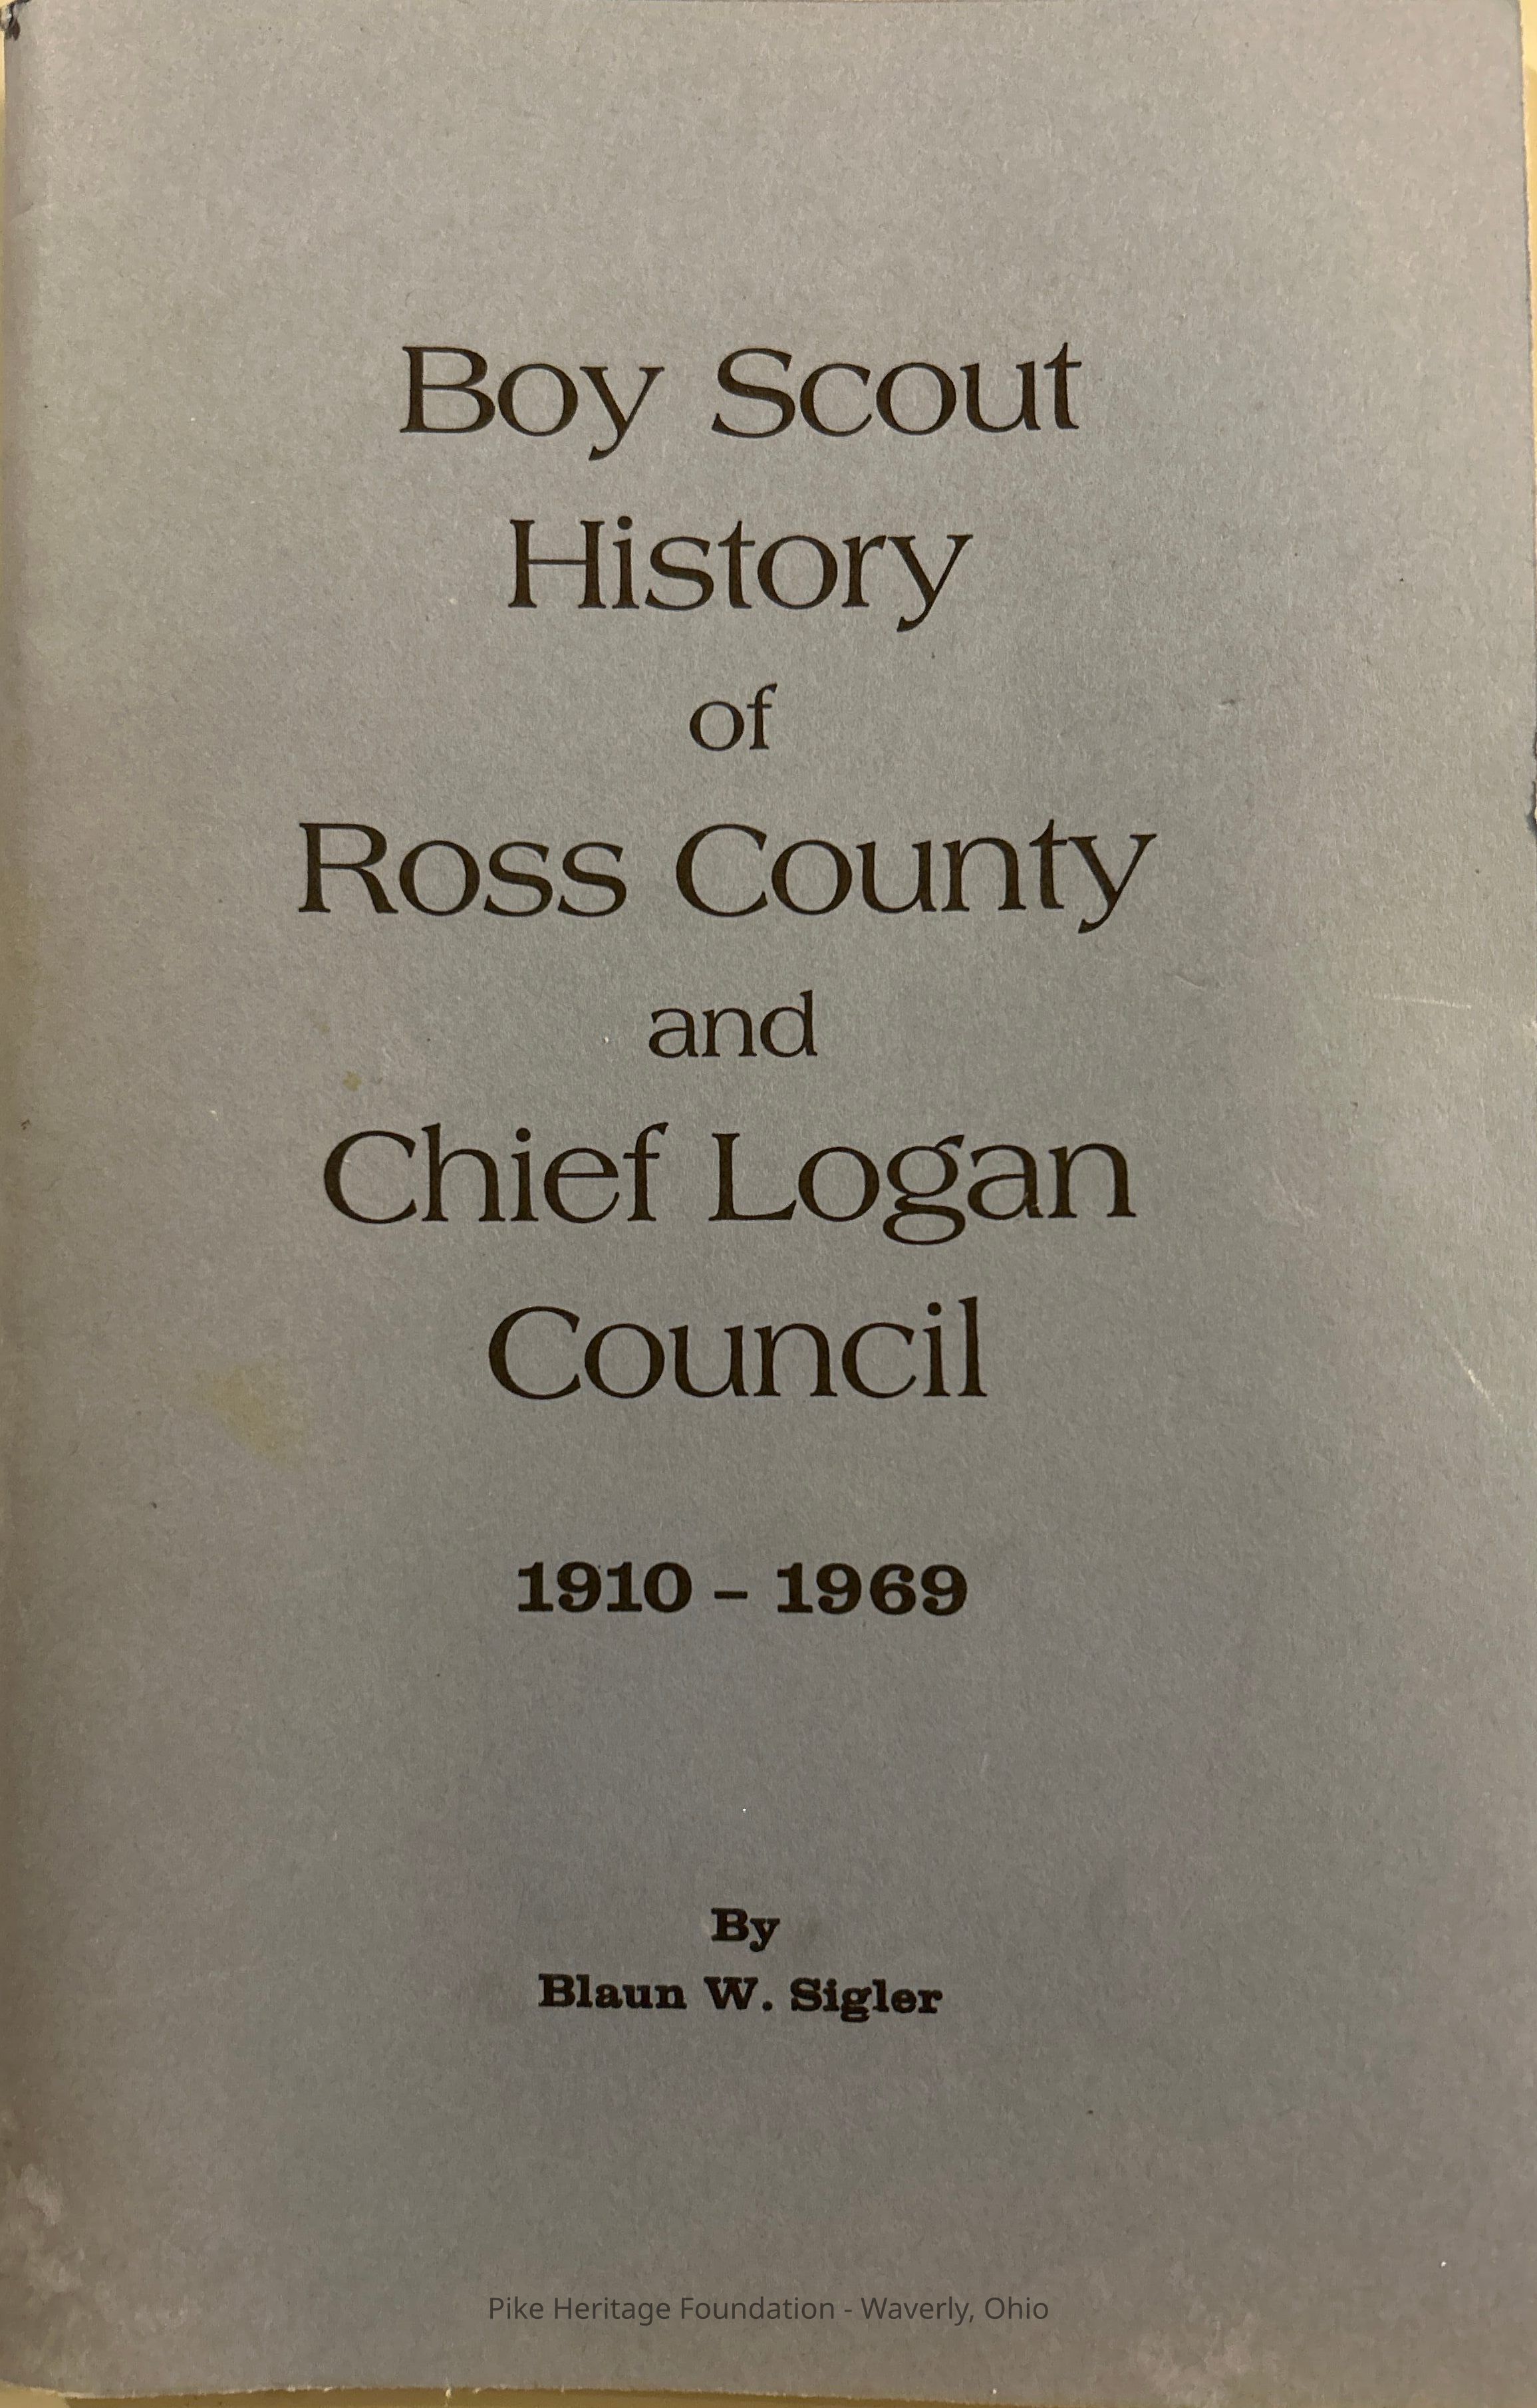 Boy Scout
History
of
Ross County
and
Chief Logan
Council
1910 – 1969
By
Blaun W. Sigler
Pike Heritage Foundation - Waverly, Ohio